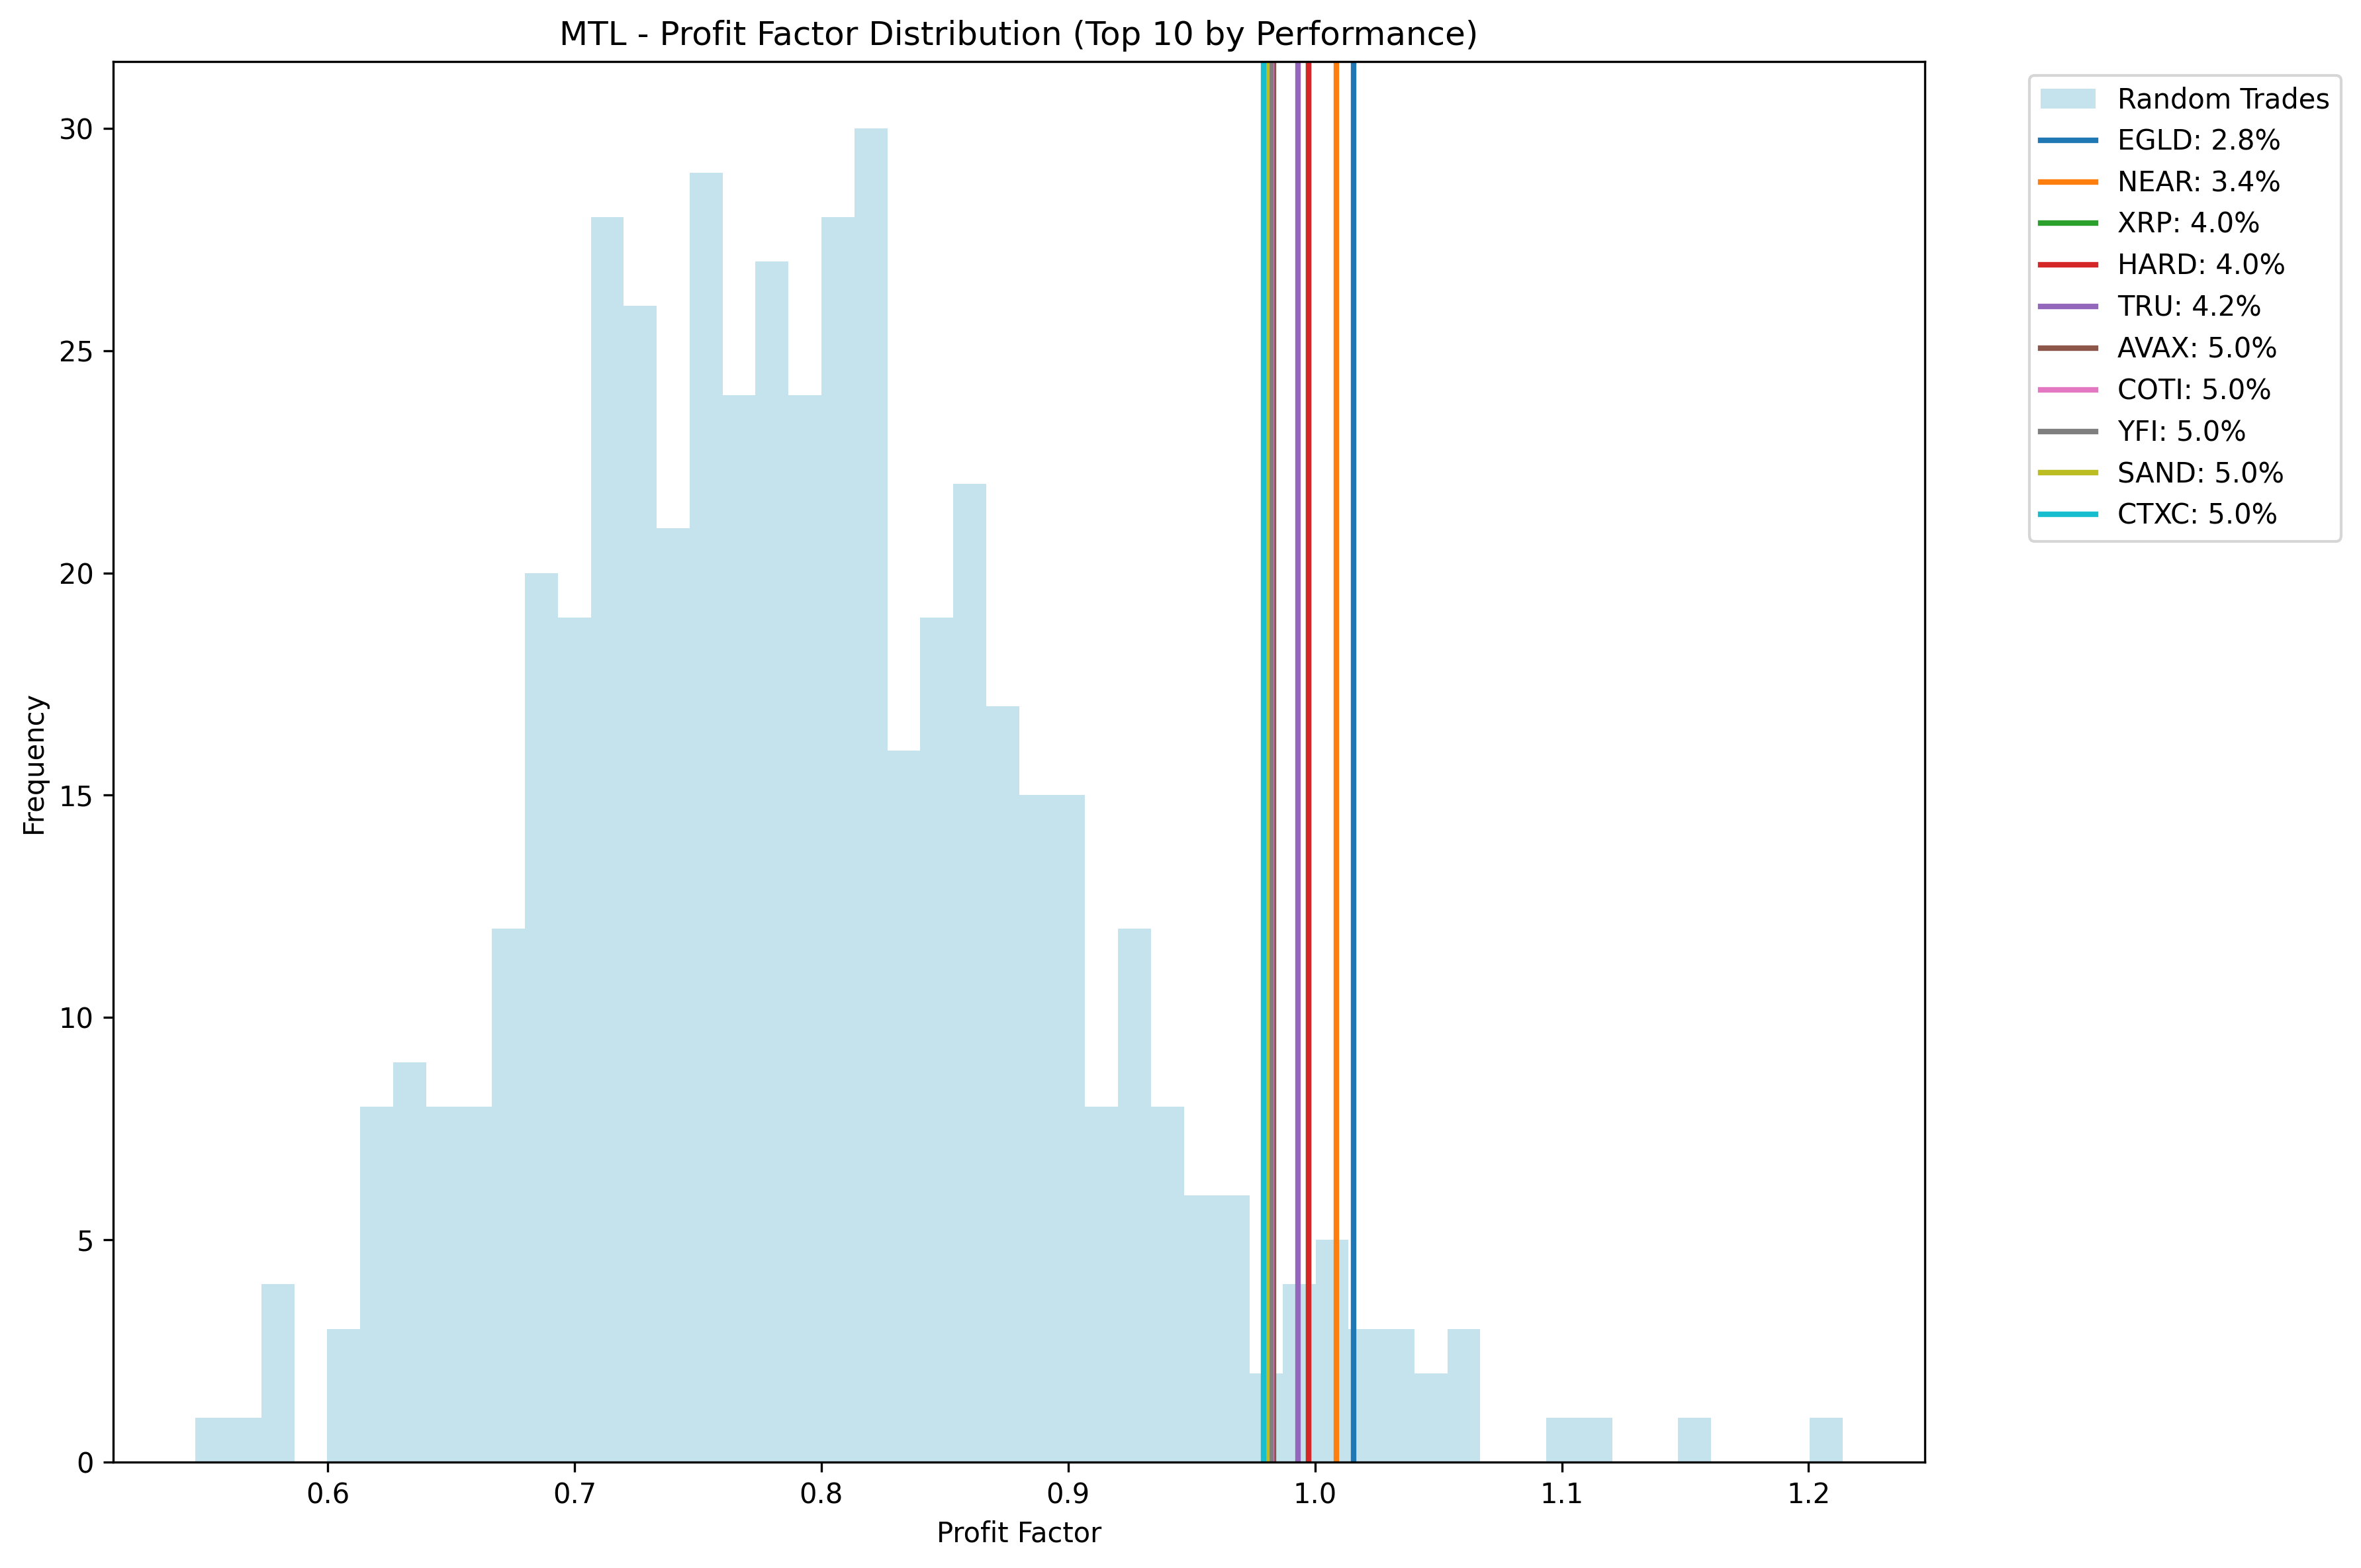 MTL - Profit Factor Distribution (Top 10 by Performance)
Random Trades
EGLD: 2.8%
NEAR: 3.4%
XRP: 4.0%
HARD: 4.0%
TRU: 4.2%
AVAX: 5.0%
COTI: 5.0%
YFI: 5.0%
SAND: 5.0%
CTXC: 5.0%
Frequency
30
25
20
15
10
5
0
0.6 0.7 0.8 0.9 1.0 1.1 1.2
Profit Factor